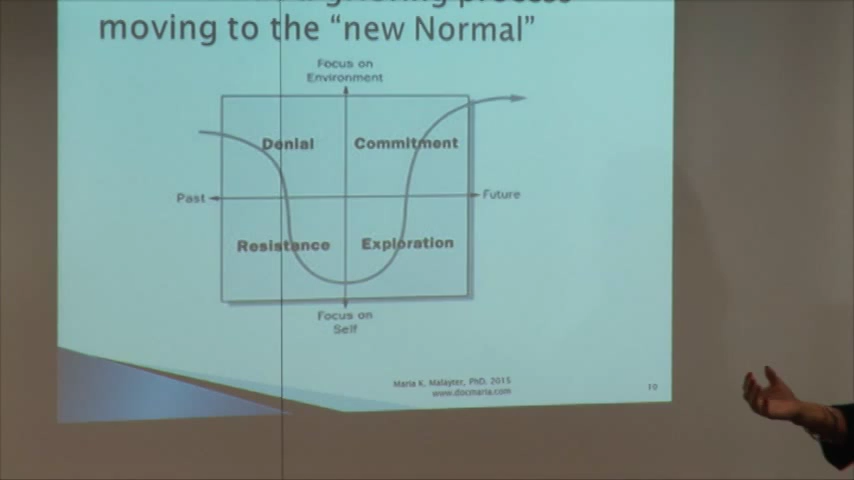 process
moving to the “new Normal”
Focus on
Environment
Denial
Commitment
Past
Future
Resistance
Exploration
Focus on
Self
Maria K. Malayter, PhD, 2015
www.docmaria.com
10